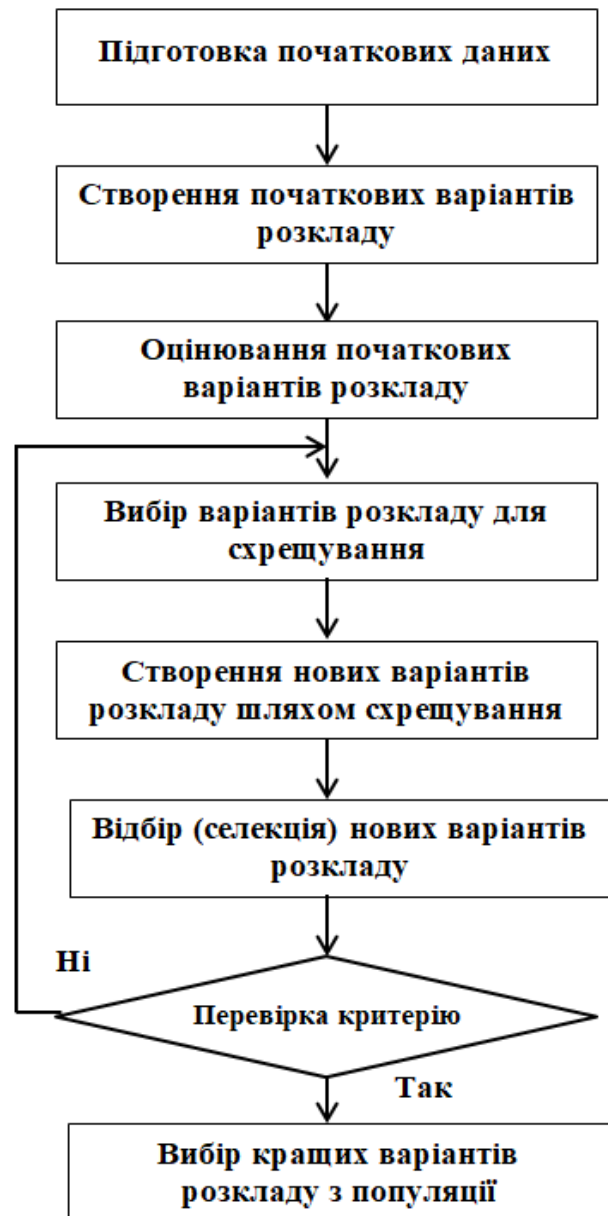 Підготовка початкових даних
Створення початкових варіантів
розкладу
Оцінювання початкових
варіантів розкладу
Вибір варіантів розкладу для
схрещування
Створення нових варіантів
розкладу шляхом схрещування
Відбір (селекція) нових варіантів
розкладу
Ні
Перевірка критерію
Так
Вибір кращих варіантів
розкладу з популяції